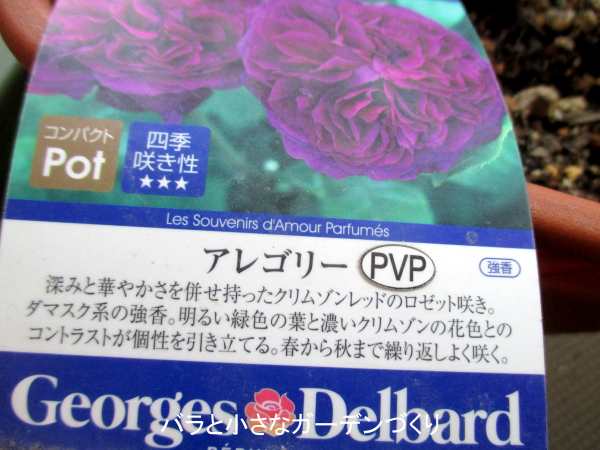 コンパクト
Pot
四季
咲き性
★★★
Les Souvenirs d'Amour Parfumés
アレゴリー PVP 強香
深みと華やかさを併せ持ったクリムゾンレッドのロゼット咲き。
ダマスク系の強香。明るい緑色の葉と濃いクリムゾンの花色との
コントラストが個性を引き立てる。春から秋まで繰り返しよく咲く。
Georges Delbard
バラと小さなガーデンづくり